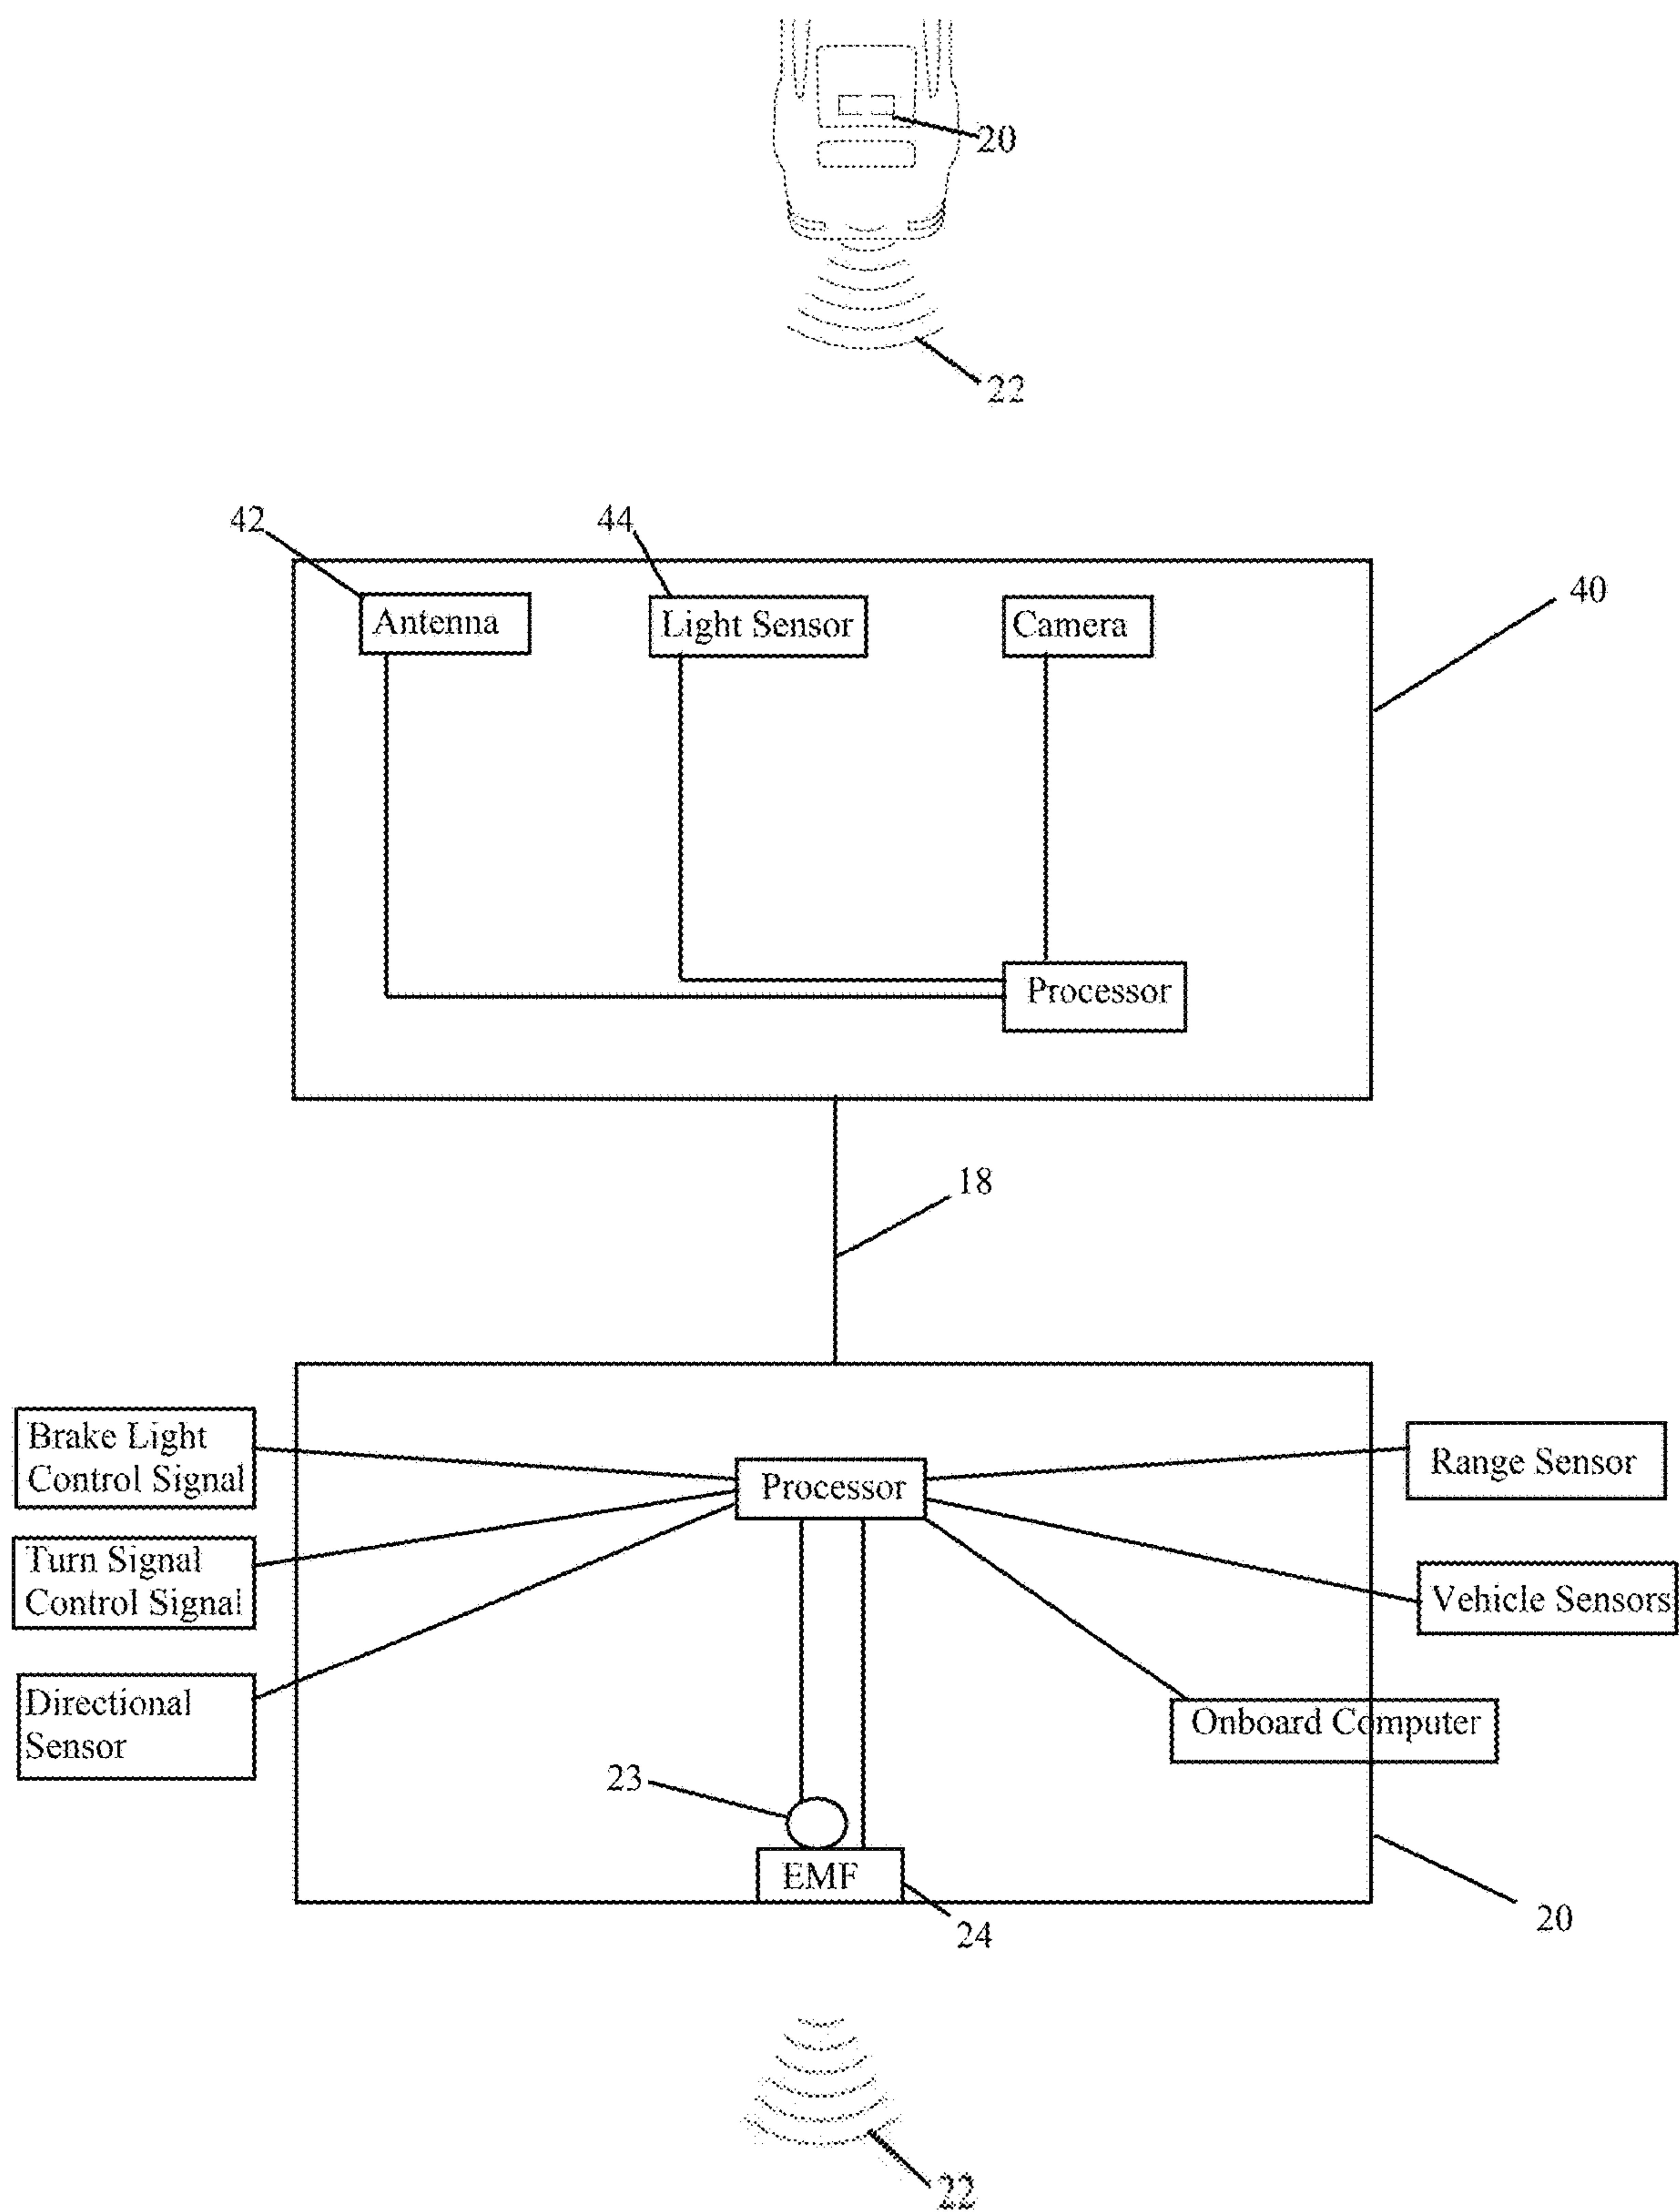 20
22
42
44
40
Antenna
Light Sensor
Camera
Processor
18
Brake Light
Control Signal
Processor
Range Sensor
Turn Signal
Control Signal
Vehicle Sensors
Directional
Sensor
Onboard Computer
23
EMF
24
20
22